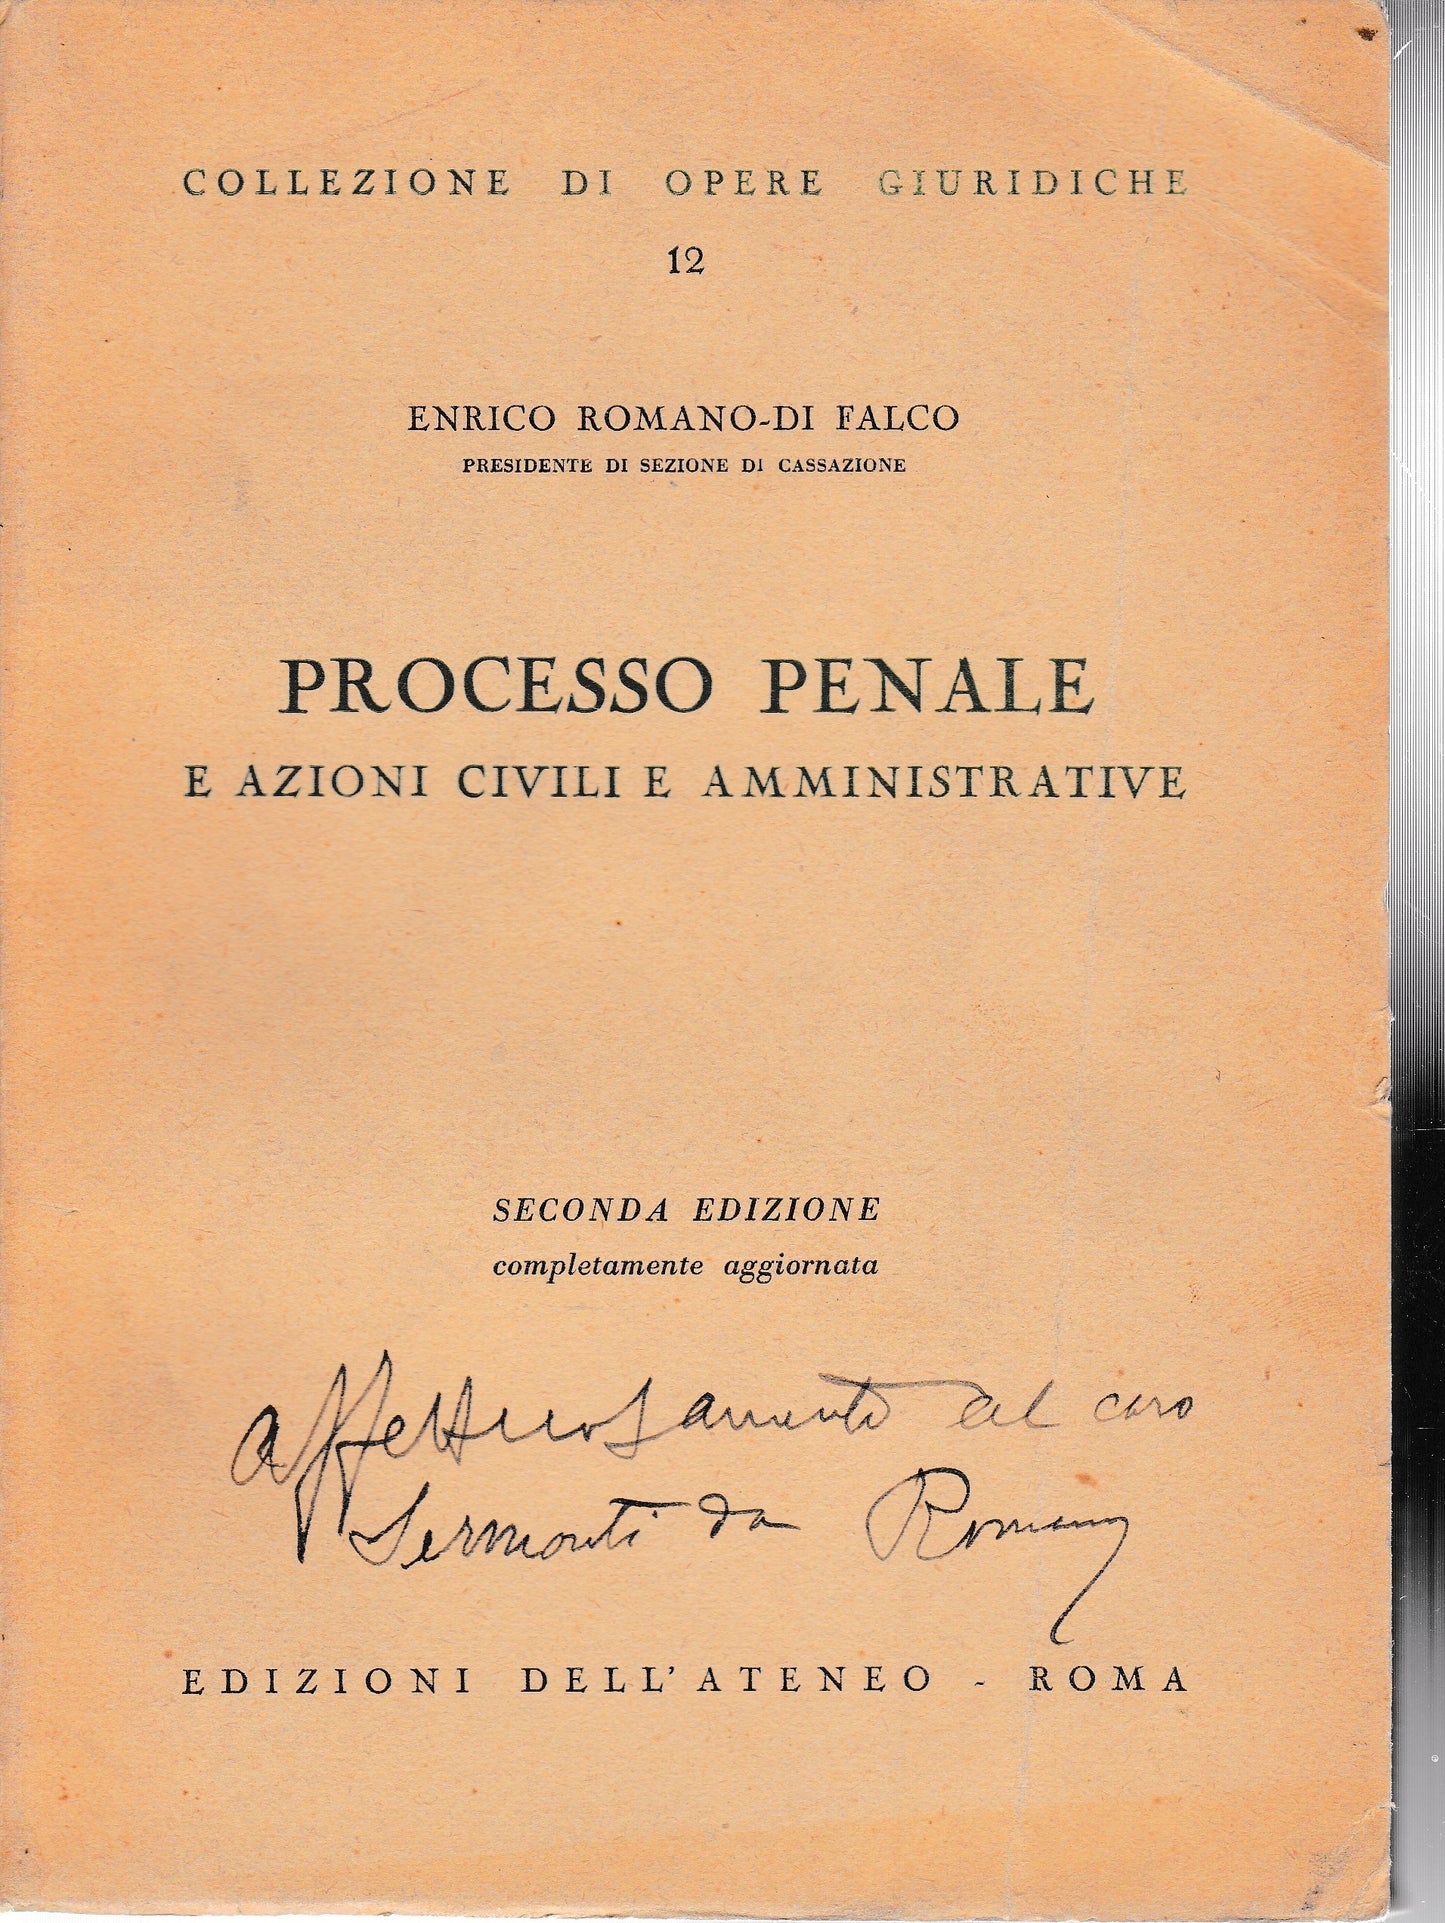 COLLEZIONE DI OPERE GIURIDICHE
12
ENRICO ROMANO-DI FALCO
PRESIDENTE DI SEZIONE DI CASSAZIONE
PROCESSO PENALE
E AZIONI CIVILI E AMMINISTRATIVE
SECONDA EDIZIONE
completamente aggiornata
affettuosamente al caro
Sermonti da Romano
EDIZIONI DELL'ATENEO - ROMA